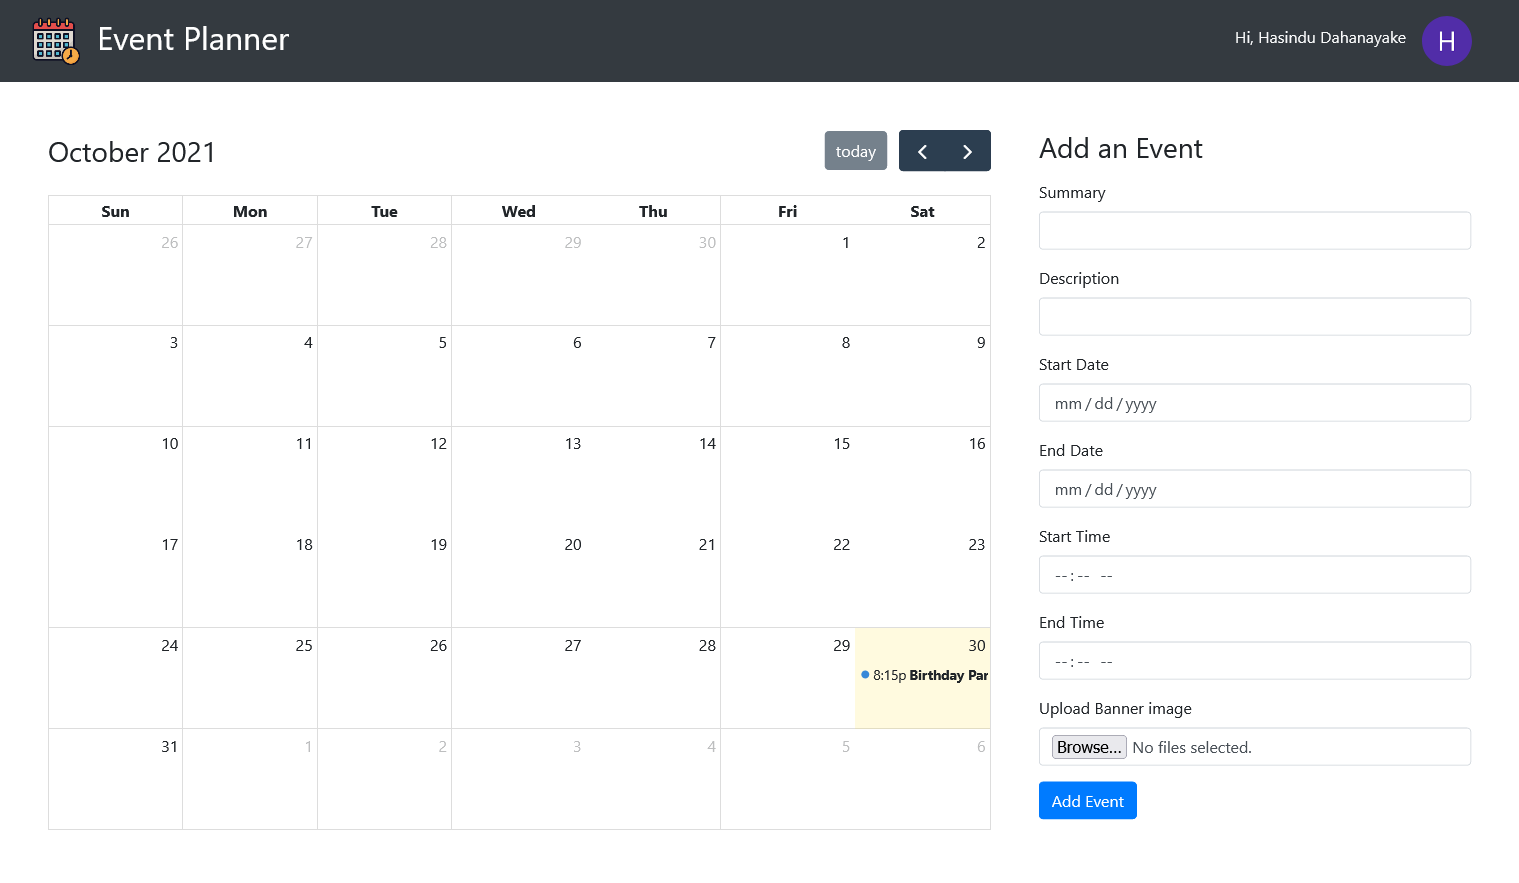 Event Planner
Hi, Hasindu Dahanayake
H
October 2021
today
Sun Mon Tue Wed Thu Fri Sat
26 27 28 29 30 1 2
3 4 5 6 7 8 9
10 11 12 13 14 15 16
17 18 19 20 21 22 23
24 25 26 27 28 29 30
8:15p Birthday Par
31 1 2 3 4 5 6
Add an Event
Summary
Description
Start Date
mm/dd/yyyy
End Date
mm/dd/yyyy
Start Time
--:-- --
End Time
--:-- --
Upload Banner image
Browse... No files selected.
Add Event